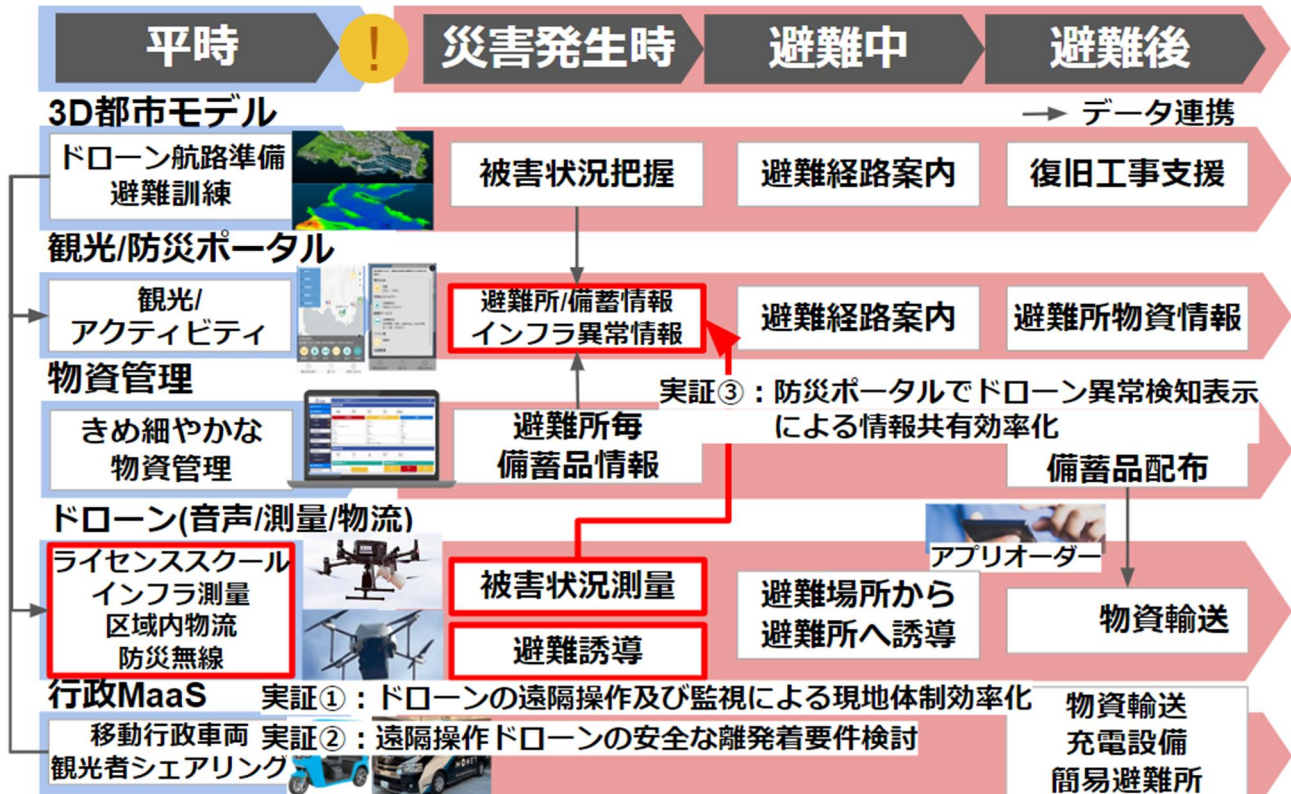 平時
!
災害発生時
避難中
避難後
3D都市モデル
データ連携
ドローン航路準備
避難訓練
被害状況把握
避難経路案内
復旧工事支援
観光/防災ポータル
観光/
アクティビティ
避難所/備蓄情報
インフラ異常情報
避難経路案内
避難所物資情報
物資管理
実証③：防災ポータルでドローン異常検知表示
による情報共有効率化
きめ細やかな
物資管理
避難所毎
備蓄品情報
備蓄品配布
ドローン(音声/測量/物流)
アプリオーダー
ライセンススクール
インフラ測量
区域内物流
防災無線
被害状況測量
避難誘導
避難場所から
避難所へ誘導
物資輸送
行政MaaS
実証①：ドローンの遠隔操作及び監視による現地体制効率化
実証②：遠隔操作ドローンの安全な離発着要件検討
移動行政車両
観光者シェアリング
MONET
物資輸送
充電設備
簡易避難所